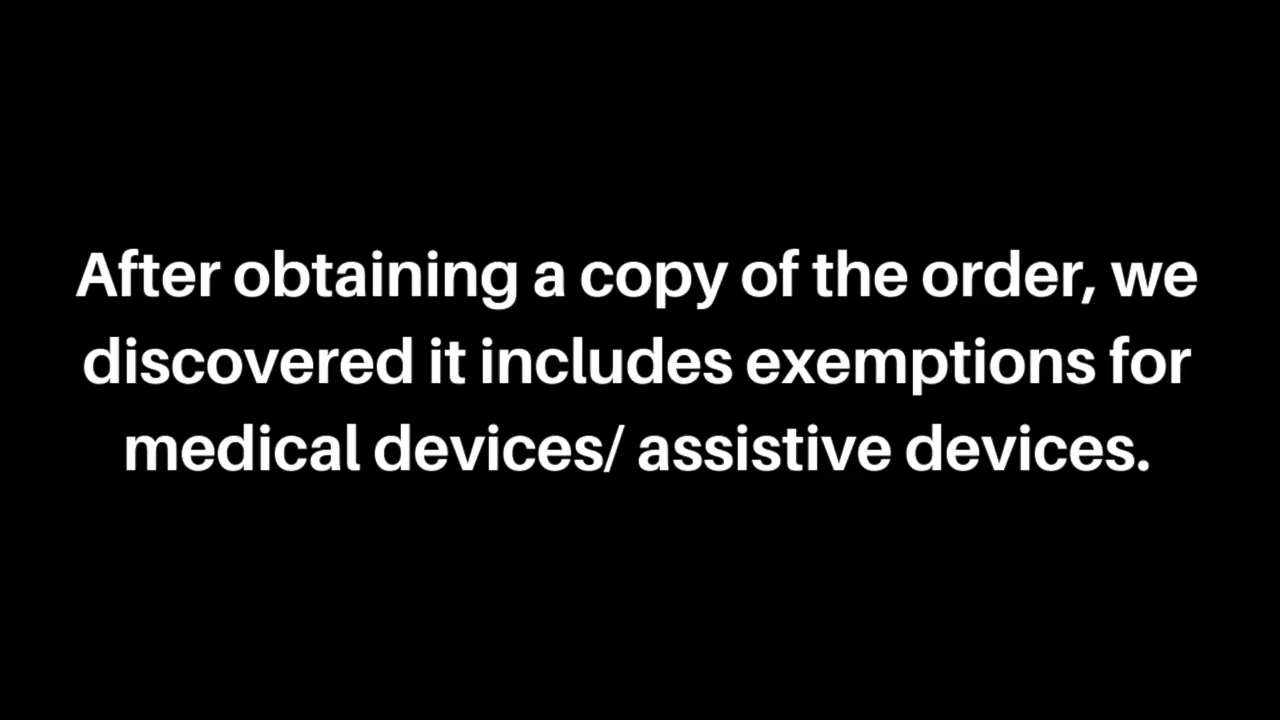 After obtaining a copy of the order, we
discovered it includes exemptions for
medical devices/ assistive devices.